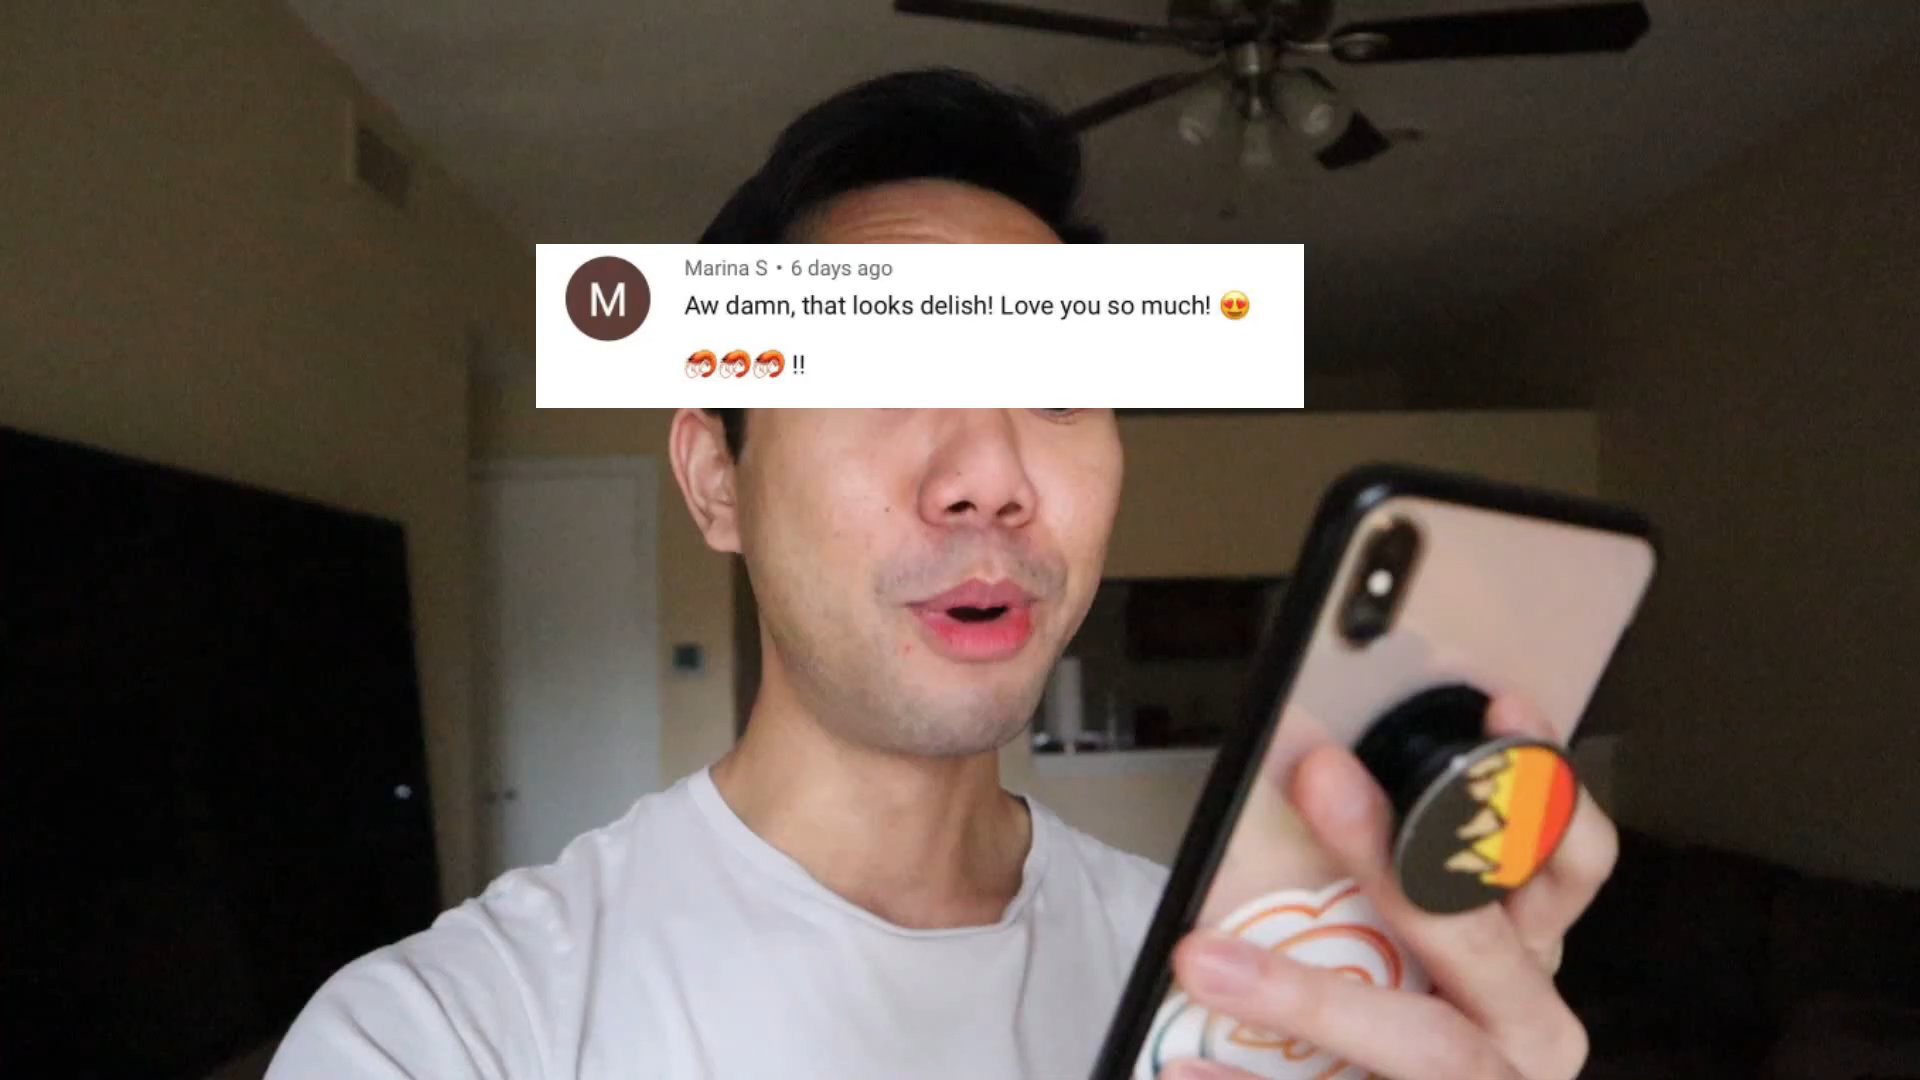 M
Marina S • 6 days ago
Aw damn, that looks delish! Love you so much! 😍
🦐🦐🦐 !!